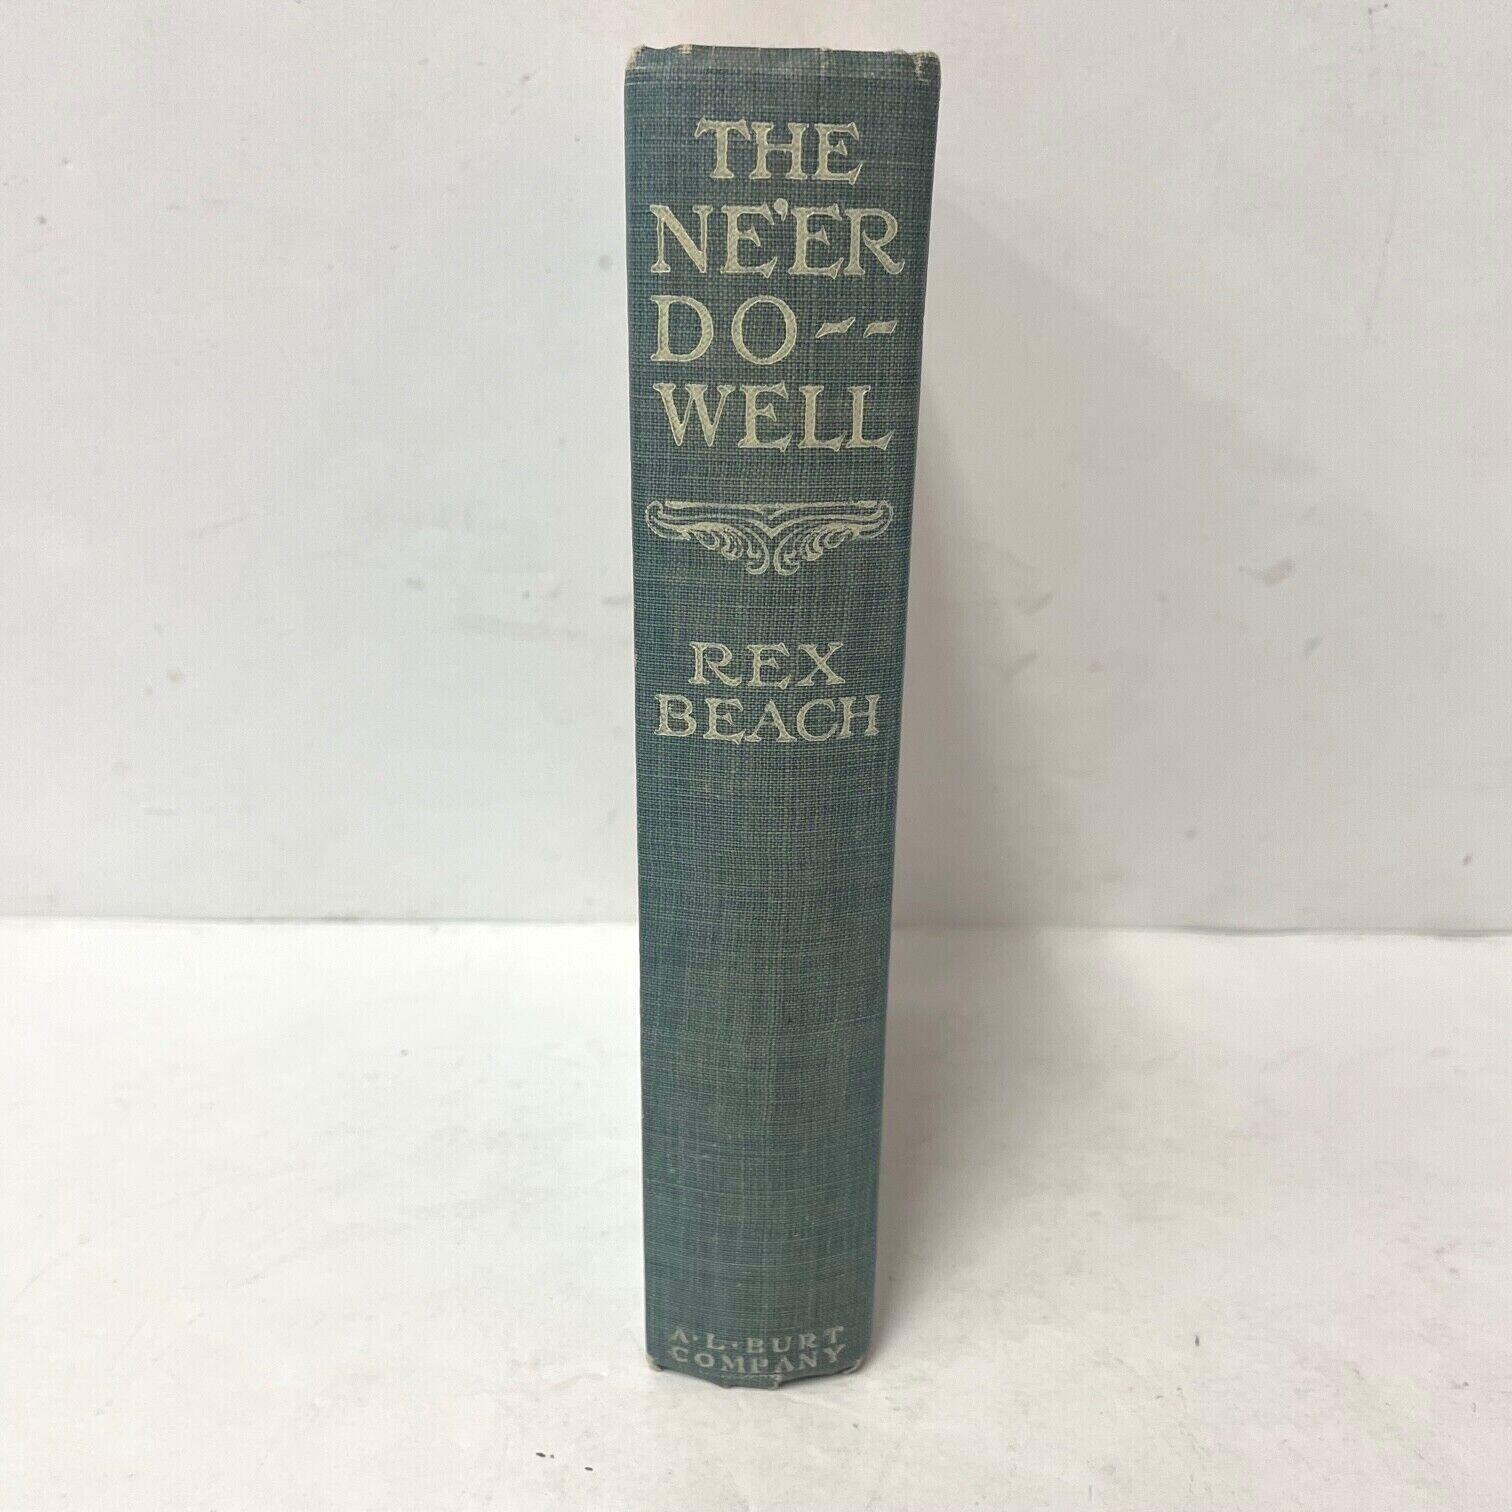 THE
NE'ER
DO--
WELL
REX
BEACH
A·L·BURT
COMPANY